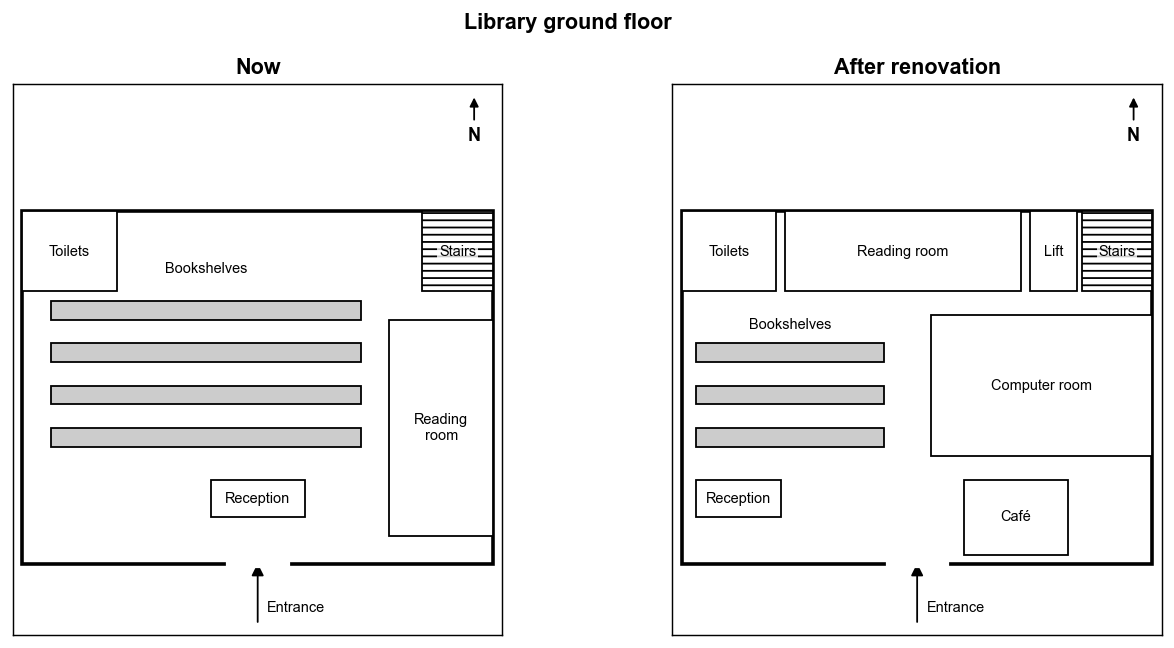 Library ground floor
Now
N
Toilets
Stairs
Bookshelves
Reading
room
Reception
Entrance
After renovation
N
Toilets
Reading room
Lift
Stairs
Bookshelves
Computer room
Reception
Café
Entrance